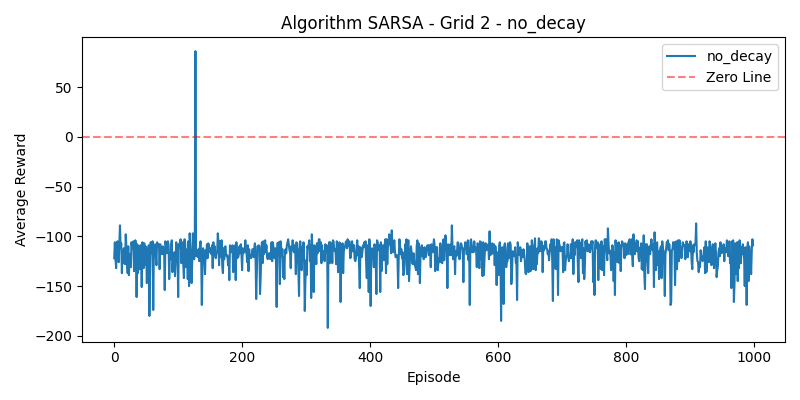 Algorithm SARSA - Grid 2 - no_decay
no_decay
Zero Line
Average Reward
50
0
−50
−100
−150
−200
0 200 400 600 800 1000
Episode